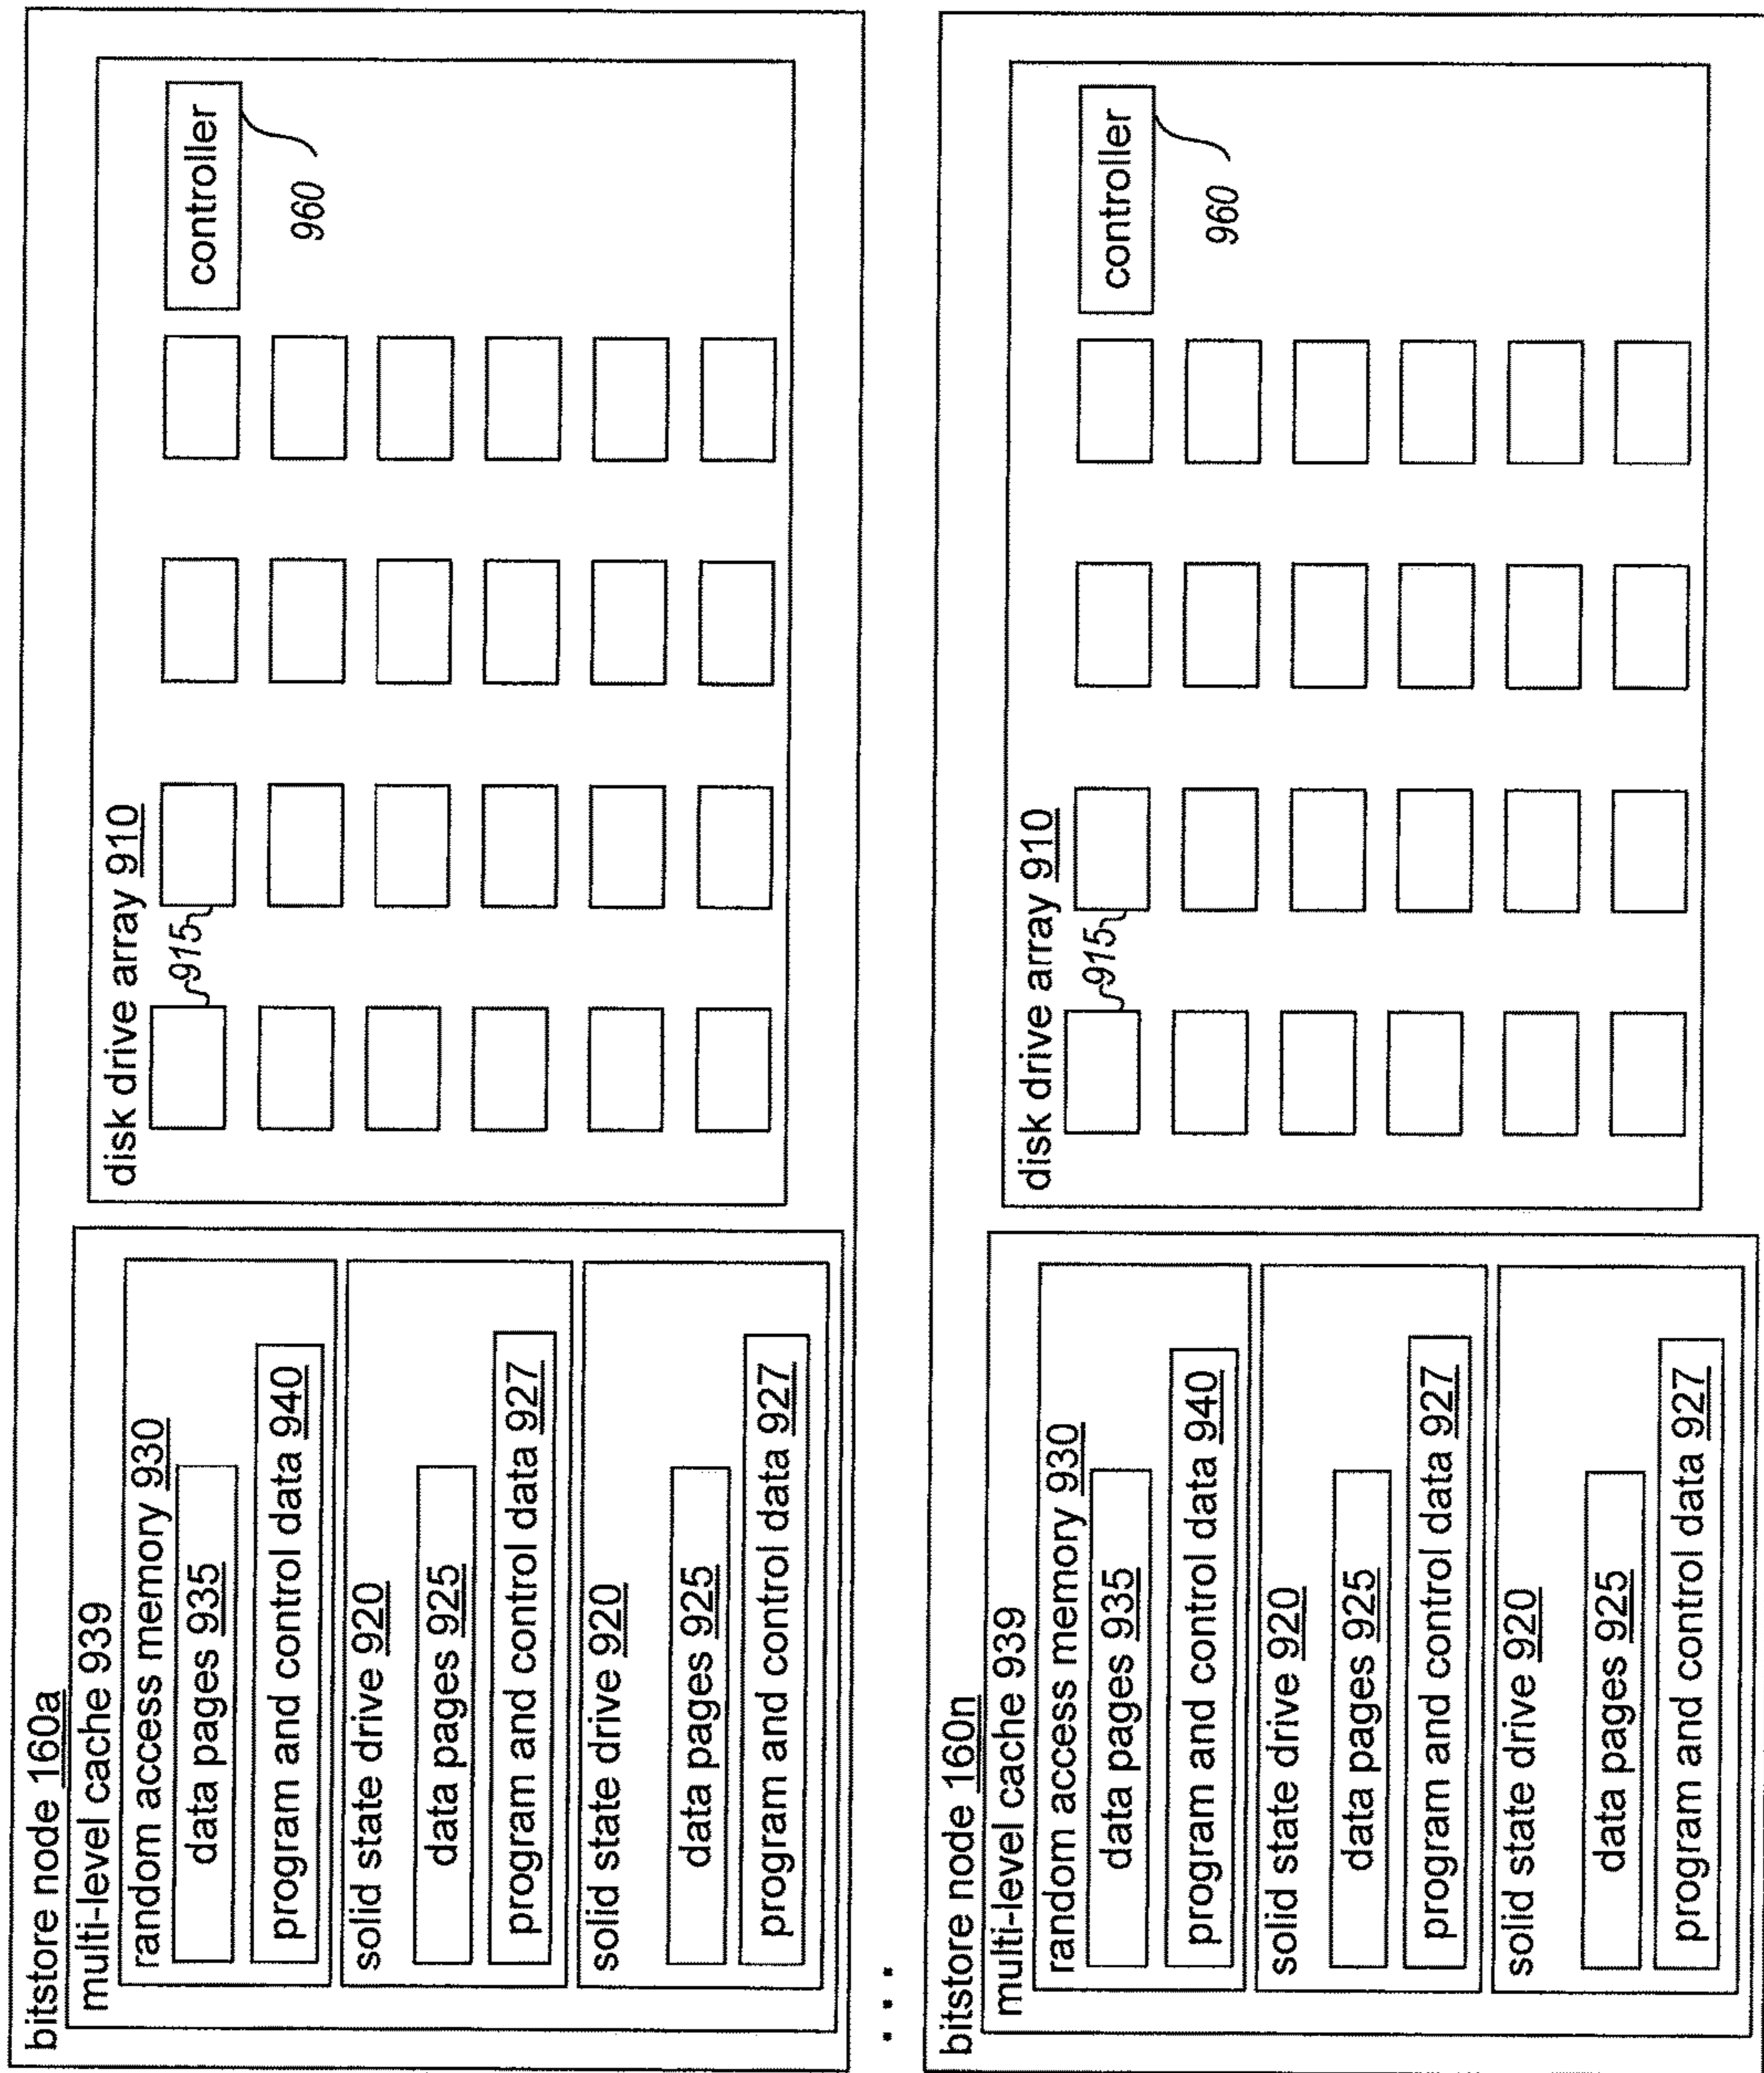 bitstore node 160a
multi-level cache 939
random access memory 930
data pages 935
program and control data 940
solid state drive 920
data pages 925
program and control data 927
solid state drive 920
data pages 925
program and control data 927
disk drive array 910
915
controller
960
bitstore node 160n
multi-level cache 939
random access memory 930
data pages 935
program and control data 940
solid state drive 920
data pages 925
program and control data 927
solid state drive 920
data pages 925
program and control data 927
disk drive array 910
915
controller
960